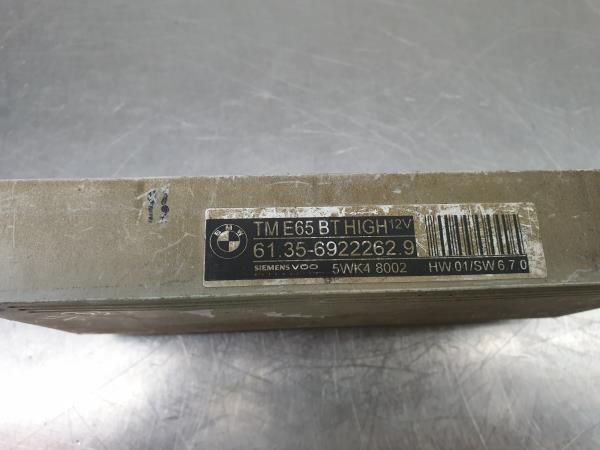 BMW
TM E65 BT HIGH 12V
61.35-6922262.9
SIEMENS VDO 5WK4 8002 HW 01/SW 6.7 0